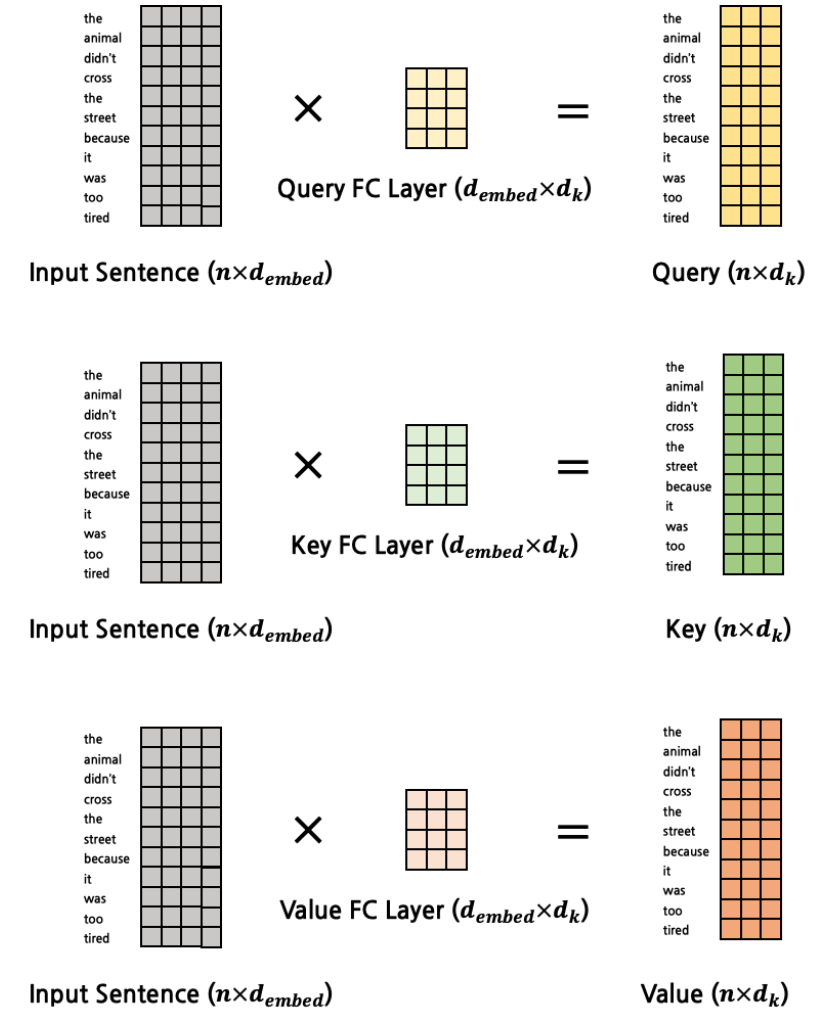 the
animal
didn't
cross
the
street
because
it
was
too
tired
×
=
the
animal
didn't
cross
the
street
because
it
was
too
tired
Query FC Layer (d_embed×d_k)
Input Sentence (n×d_embed)
Query (n×d_k)
the
animal
didn't
cross
the
street
because
it
was
too
tired
×
=
the
animal
didn't
cross
the
street
because
it
was
too
tired
Key FC Layer (d_embed×d_k)
Input Sentence (n×d_embed)
Key (n×d_k)
the
animal
didn't
cross
the
street
because
it
was
too
tired
×
=
the
animal
didn't
cross
the
street
because
it
was
too
tired
Value FC Layer (d_embed×d_k)
Input Sentence (n×d_embed)
Value (n×d_k)